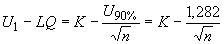 U₁ − LQ = K − U₉₀%/√n = K − 1,282/√n